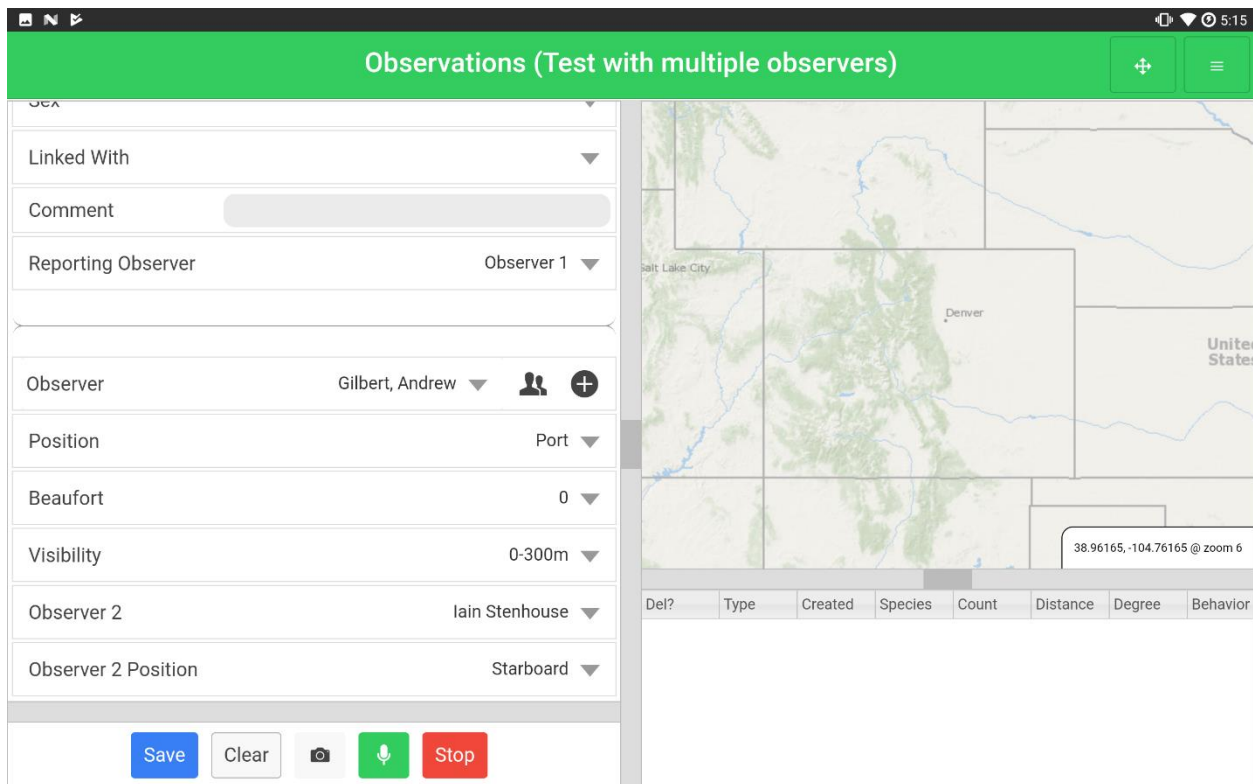 5:15
Observations (Test with multiple observers)
Sex
Linked With
Comment
Reporting Observer Observer 1
Observer Gilbert, Andrew
Position Port
Beaufort 0
Visibility 0-300m
Observer 2 Iain Stenhouse
Observer 2 Position Starboard
Save Clear Stop
Salt Lake City
Denver
United
States
38.96165, -104.76165 @ zoom 6
Del? Type Created Species Count Distance Degree Behavior